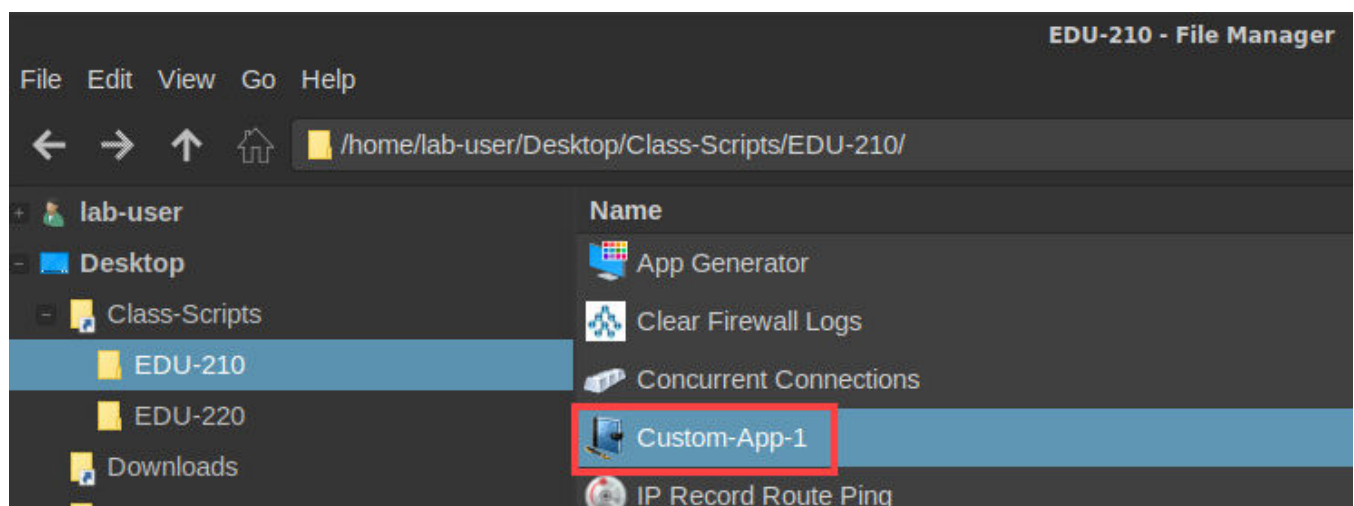 EDU-210 - File Manager
File Edit View Go Help
/home/lab-user/Desktop/Class-Scripts/EDU-210/
lab-user
Desktop
Class-Scripts
EDU-210
EDU-220
Downloads
Name
App Generator
Clear Firewall Logs
Concurrent Connections
Custom-App-1
IP Record Route Ping